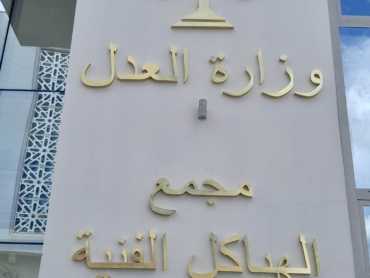 وزارة العدل
مجمع
الهياكل الفنية